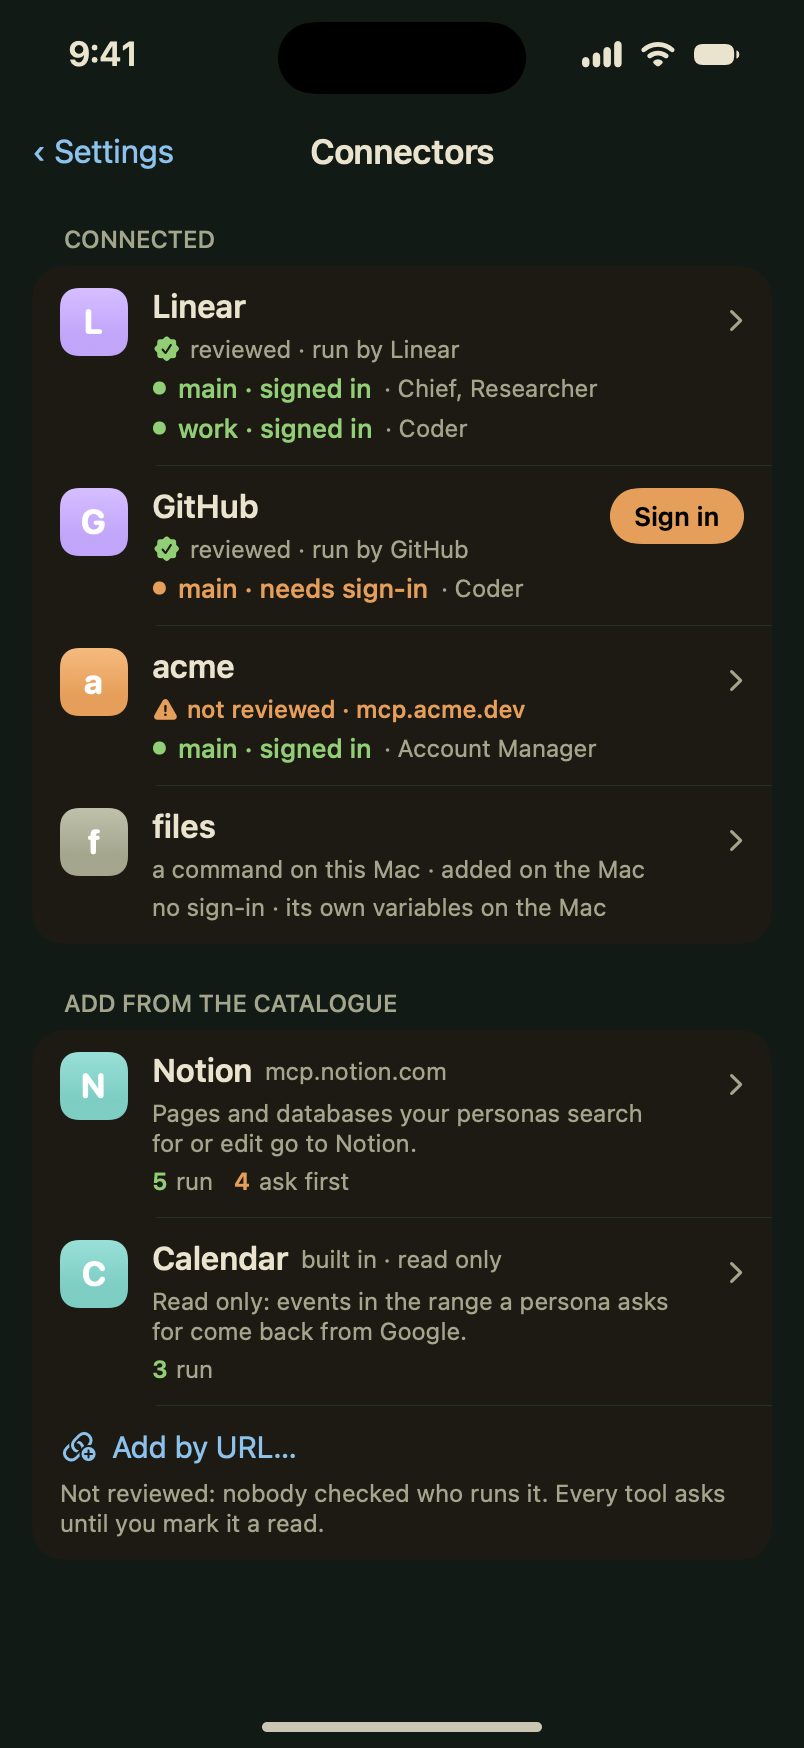 9:41
‹ Settings
Connectors
CONNECTED
L
Linear
reviewed · run by Linear
main · signed in · Chief, Researcher
work · signed in · Coder
G
GitHub
Sign in
reviewed · run by GitHub
main · needs sign-in · Coder
a
acme
not reviewed · mcp.acme.dev
main · signed in · Account Manager
f
files
a command on this Mac · added on the Mac
no sign-in · its own variables on the Mac
ADD FROM THE CATALOGUE
N
Notion mcp.notion.com
Pages and databases your personas search
for or edit go to Notion.
5 run 4 ask first
C
Calendar built in · read only
Read only: events in the range a persona asks
for come back from Google.
3 run
Add by URL...
Not reviewed: nobody checked who runs it. Every tool asks
until you mark it a read.